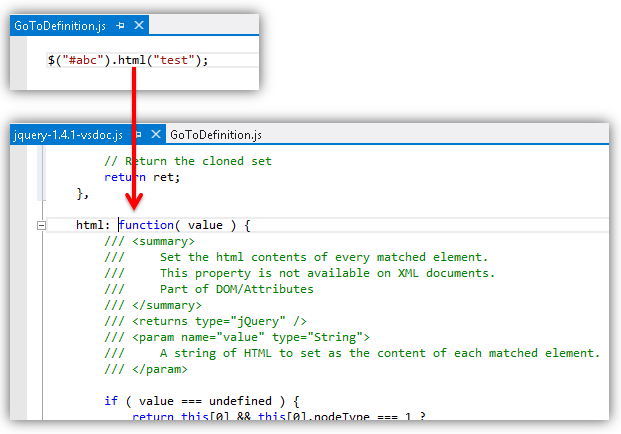 GoToDefinition.js
$("#abc").html("test");
jquery-1.4.1-vsdoc.js GoToDefinition.js
// Return the cloned set
return ret;
},
html: function( value ) {
/// <summary>
/// Set the html contents of every matched element.
/// This property is not available on XML documents.
/// Part of DOM/Attributes
/// </summary>
/// <returns type="jQuery" />
/// <param name="value" type="String">
/// A string of HTML to set as the content of each matched element.
/// </param>
if ( value === undefined ) {
return this[0] && this[0].nodeType === 1 ?